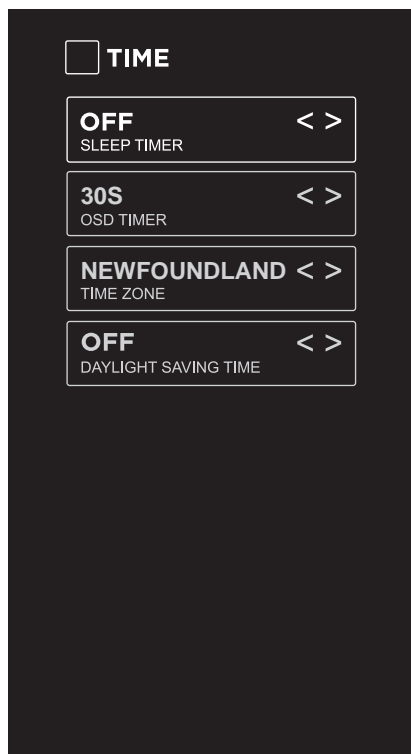 TIME
OFF < >
SLEEP TIMER
30S < >
OSD TIMER
NEWFOUNDLAND < >
TIME ZONE
OFF < >
DAYLIGHT SAVING TIME